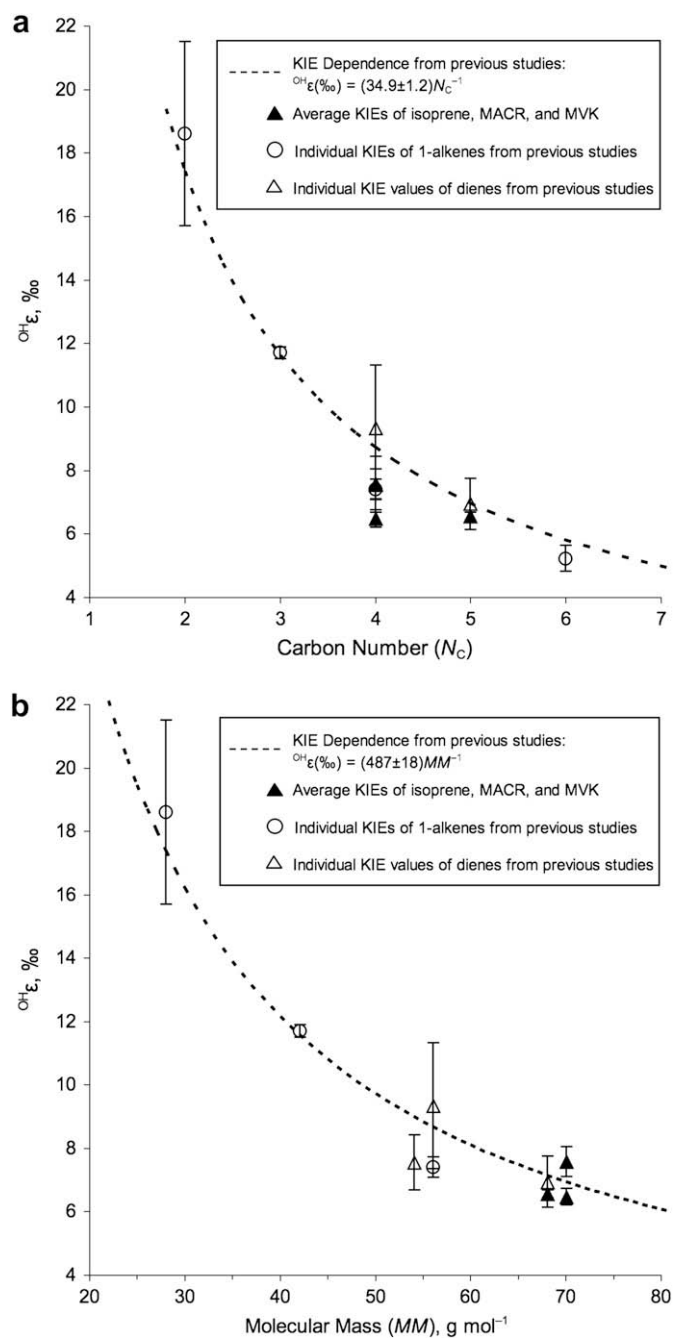 a
22
20
18
16
14
12
10
8
6
4
ᴼᴴε, ‰
KIE Dependence from previous studies:
ᴼᴴε(‰) = (34.9±1.2)N_C⁻¹
Average KIEs of isoprene, MACR, and MVK
Individual KIEs of 1-alkenes from previous studies
Individual KIE values of dienes from previous studies
1 2 3 4 5 6 7
Carbon Number (N_C)
b
22
20
18
16
14
12
10
8
6
4
ᴼᴴε, ‰
KIE Dependence from previous studies:
ᴼᴴε(‰) = (487±18)MM⁻¹
Average KIEs of isoprene, MACR, and MVK
Individual KIEs of 1-alkenes from previous studies
Individual KIE values of dienes from previous studies
20 30 40 50 60 70 80
Molecular Mass (MM), g mol⁻¹